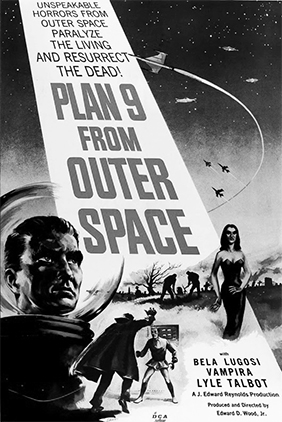 UNSPEAKABLE
HORRORS FROM
OUTER SPACE
PARALYZE
THE LIVING
AND RESURRECT
THE DEAD!
PLAN 9
FROM
OUTER
SPACE
with
BELA LUGOSI
VAMPIRA
LYLE TALBOT
A J. Edward Reynolds Production
Produced and Directed by
Edward D. Wood, Jr.
DCA